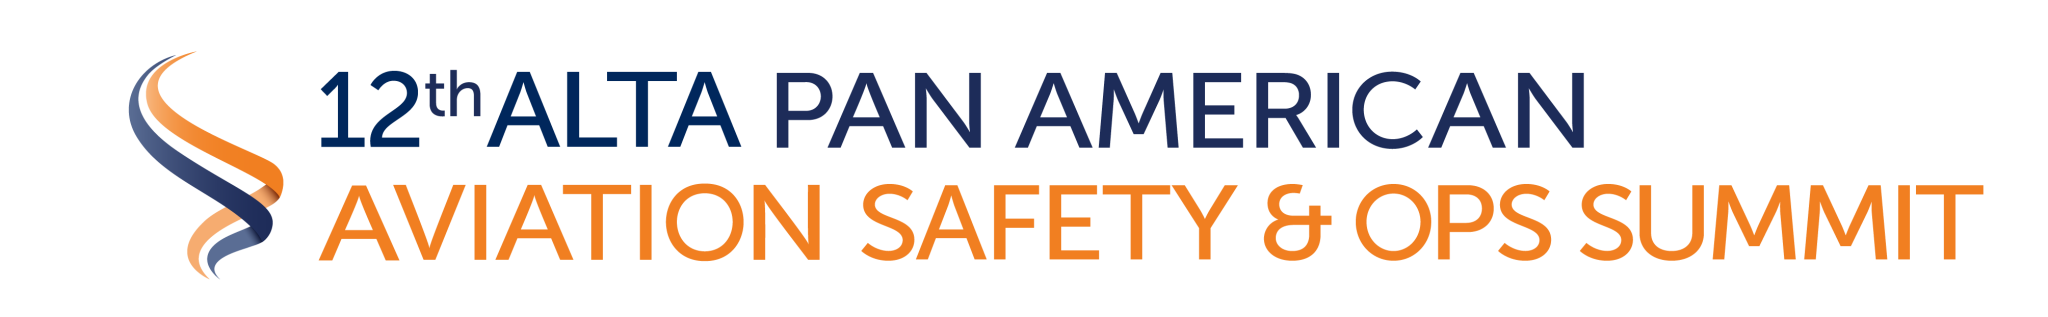 12th ALTA PAN AMERICAN
AVIATION SAFETY & OPS SUMMIT